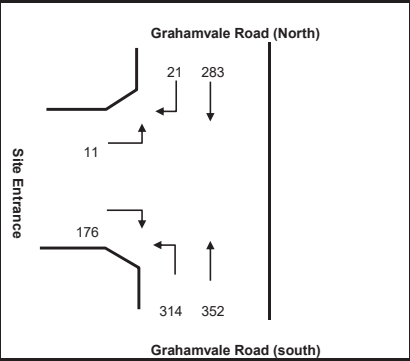 Grahamvale Road (North)
21 283
11
Site Entrance
176
314 352
Grahamvale Road (south)